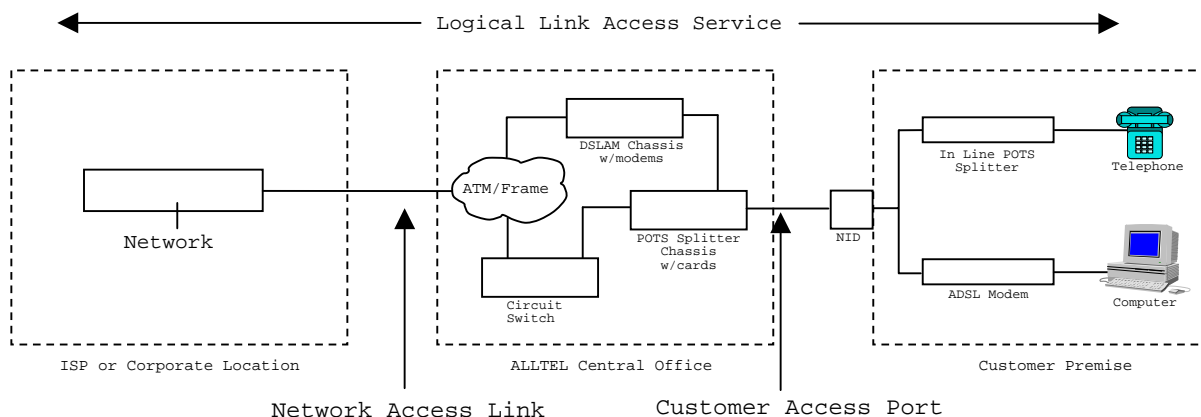 Logical Link Access Service
DSLAM Chassis
w/modems
In Line POTS
Splitter
Telephone
ATM/Frame
Network
POTS Splitter
Chassis
w/cards
NID
Circuit
Switch
ADSL Modem
Computer
ISP or Corporate Location
ALLTEL Central Office
Customer Premise
Network Access Link
Customer Access Port